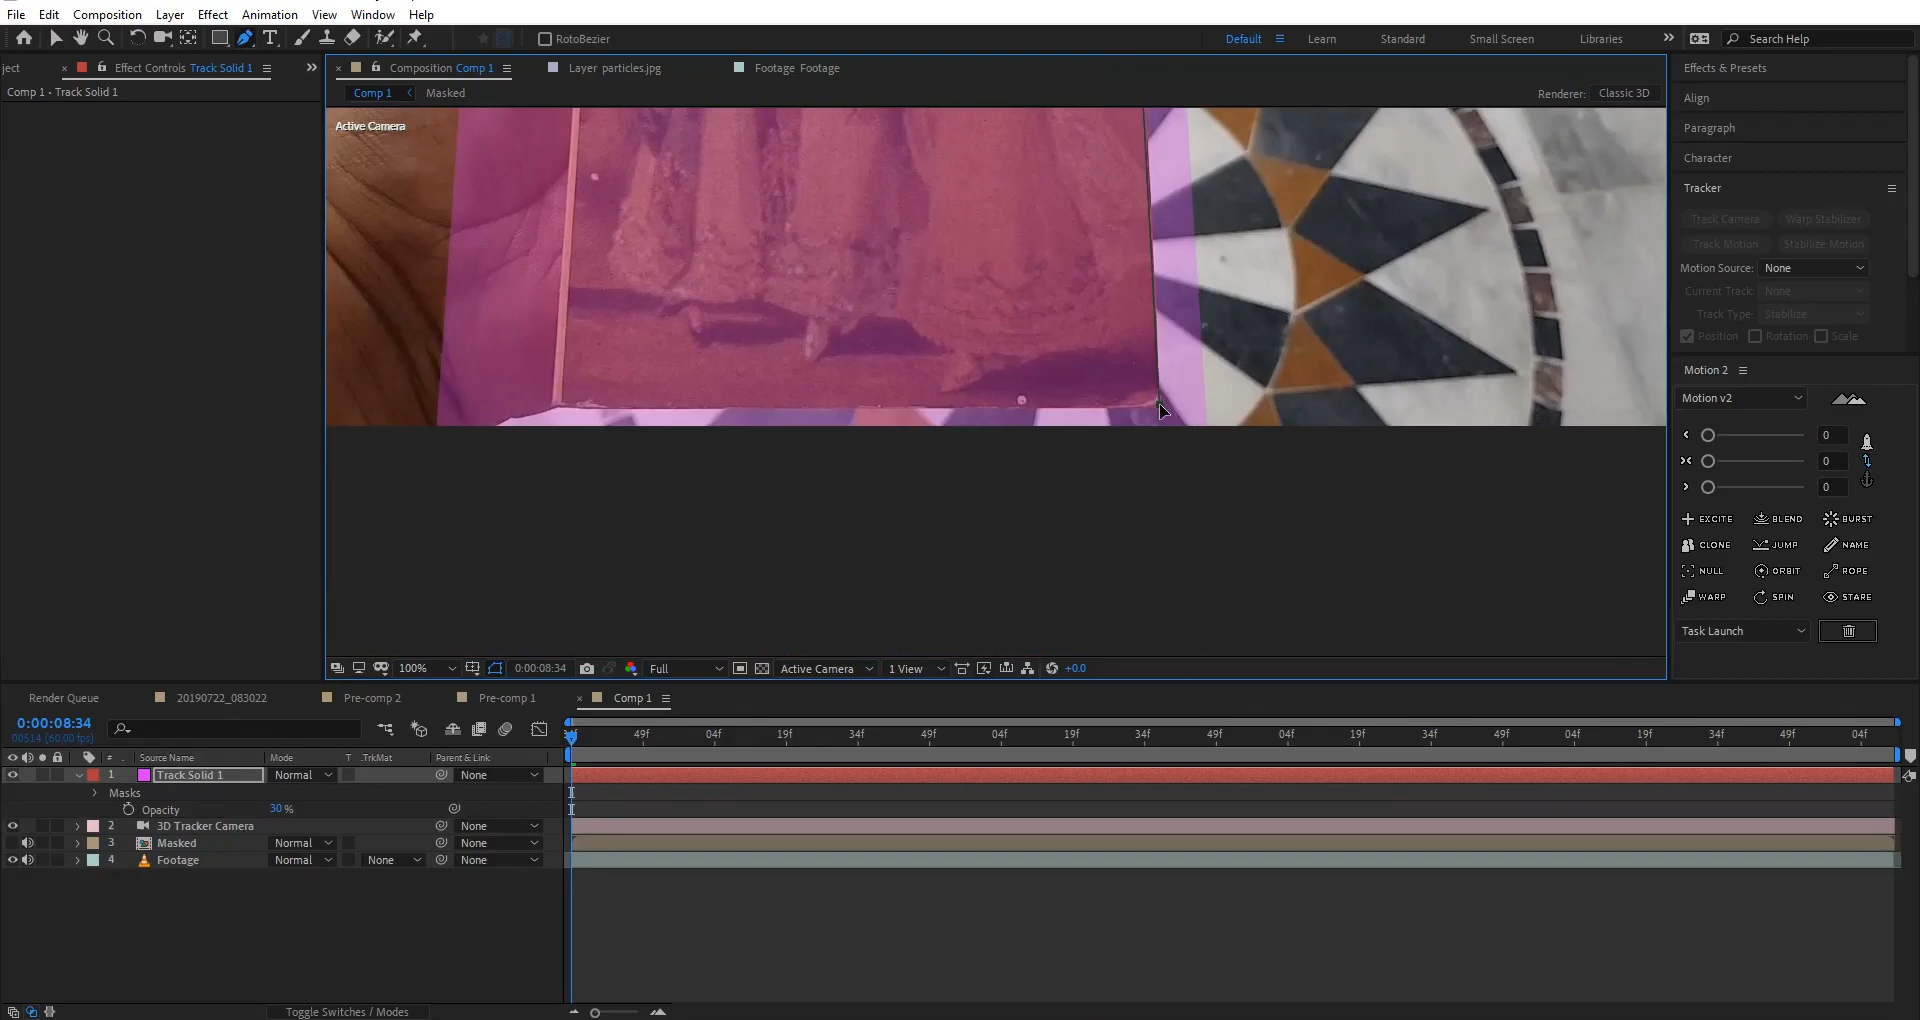 File Edit Composition Layer Effect Animation View Window Help
RotoBezier Default Learn Standard Small Screen Libraries Search Help
ject Effect Controls Track Solid 1
Comp 1 • Track Solid 1
Composition Comp 1 Layer particles.jpg Footage Footage
Comp 1 Masked Renderer: Classic 3D
Active Camera
Effects & Presets
Align
Paragraph
Character
Tracker
Track Camera Warp Stabilizer
Track Motion Stabilize Motion
Motion Source: None
Current Track: None
Track Type: Stabilize
Position Rotation Scale
Motion 2
Motion v2
0
0
0
EXCITE BLEND BURST
CLONE JUMP NAME
NULL ORBIT ROPE
WARP SPIN STARE
Task Launch
100% 0:00:08:34 Full Active Camera 1 View +0.0
Render Queue 20190722_083022 Pre-comp 2 Pre-comp 1 Comp 1
0:00:08:34
00514 (60.00 fps)
49f 04f 19f 34f 49f 04f 19f 34f 49f 04f 19f 34f 49f 04f 19f 34f 49f 04f
# Source Name Mode T .TrkMat Parent & Link
1 Track Solid 1 Normal None
Masks
Opacity 30 %
2 3D Tracker Camera None
3 Masked Normal None
4 Footage Normal None None
Toggle Switches / Modes